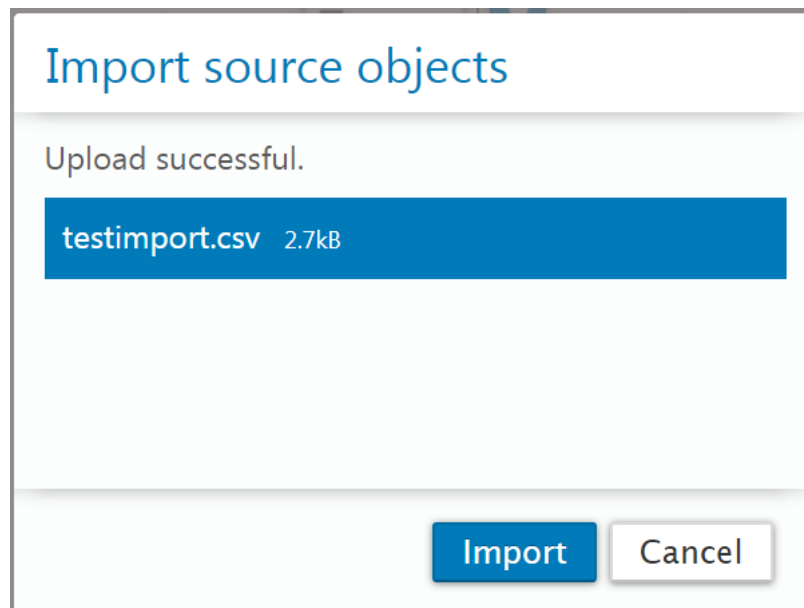 Import source objects
Upload successful.
testimport.csv 2.7kB
Import Cancel